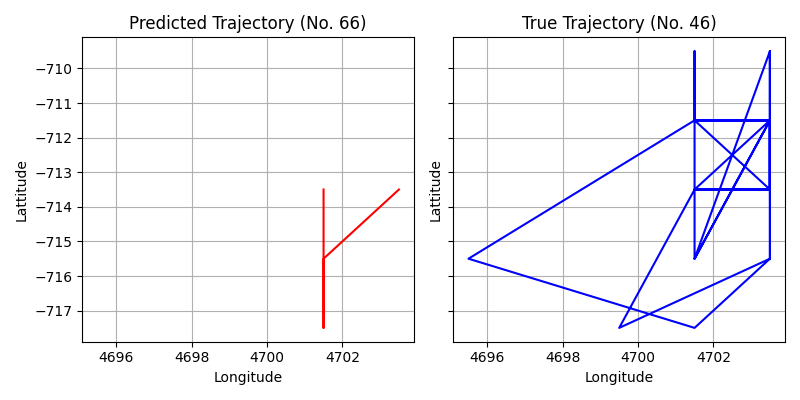 Predicted Trajectory (No. 66)
True Trajectory (No. 46)
Lattitude
−710
−711
−712
−713
−714
−715
−716
−717
4696
4698
4700
4702
Longitude
Lattitude
4696
4698
4700
4702
Longitude